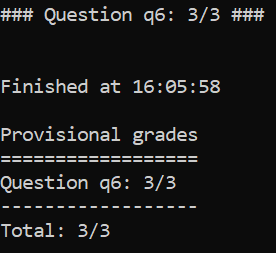 ### Question q6: 3/3 ###
Finished at 16:05:58
Provisional grades
==================
Question q6: 3/3
------------------
Total: 3/3